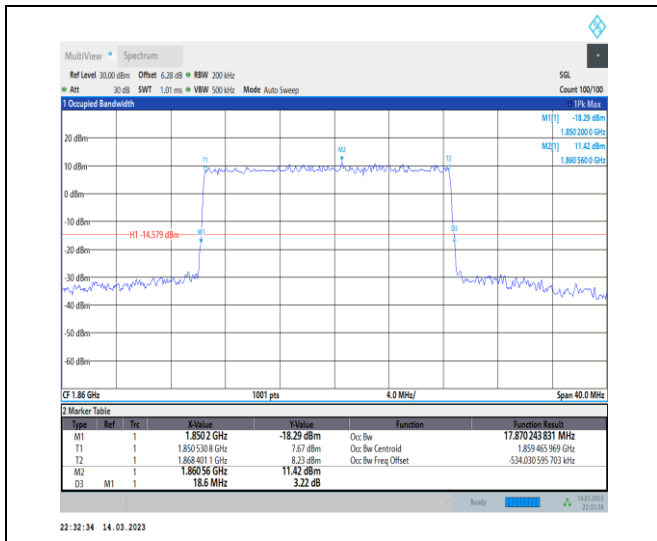 MultiView Spectrum
Ref Level 30.00 dBm Offset 6.28 dB RBW 200 kHz SGL
Att 30 dB SWT 1.01 ms VBW 500 kHz Mode Auto Sweep Count 100/100
1 Occupied Bandwidth 1Pk Max
M1[1] -18.29 dBm
1.850 200 0 GHz
M2[1] 11.42 dBm
1.860 560 0 GHz
20 dBm
M2
T1 T2
10 dBm
0 dBm
-10 dBm
H1 -14.579 dBm M1 D3
-20 dBm
-30 dBm
-40 dBm
-50 dBm
-60 dBm
CF 1.86 GHz 1001 pts 4.0 MHz/ Span 40.0 MHz
2 Marker Table
Type Ref Trc X-Value Y-Value Function Function Result
M1 1 1.850 2 GHz -18.29 dBm Occ Bw 17.870 243 831 MHz
T1 1 1.850 530 8 GHz 7.67 dBm Occ Bw Centroid 1.859 465 969 GHz
T2 1 1.868 401 1 GHz 8.23 dBm Occ Bw Freq Offset -534.030 595 703 kHz
M2 1 1.860 56 GHz 11.42 dBm
D3 M1 1 18.6 MHz 3.22 dB
Ready 14.03.2023
22:32:34
22:32:34 14.03.2023